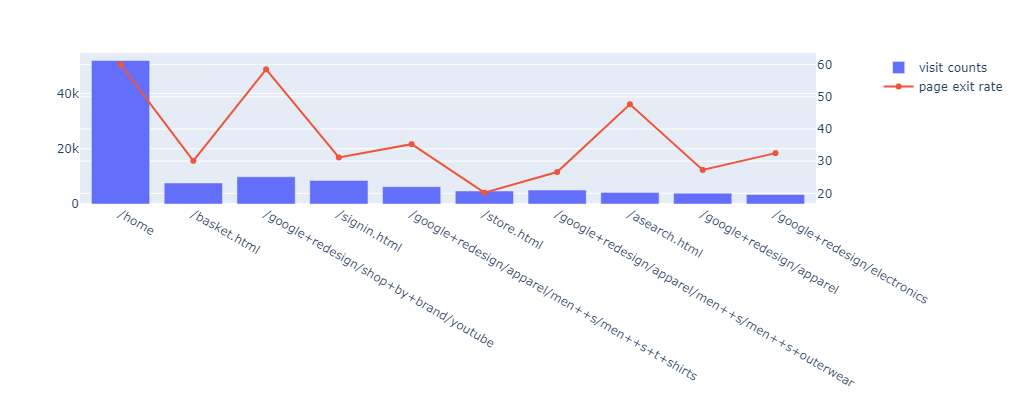 visit counts
page exit rate
40k
20k
0
60
50
40
30
20
/home
/basket.html
/google+redesign/shop+by+brand/youtube
/signin.html
/google+redesign/apparel/men++s/men++s+t+shirts
/store.html
/google+redesign/apparel/men++s/men++s+outerwear
/asearch.html
/google+redesign/apparel
/google+redesign/electronics